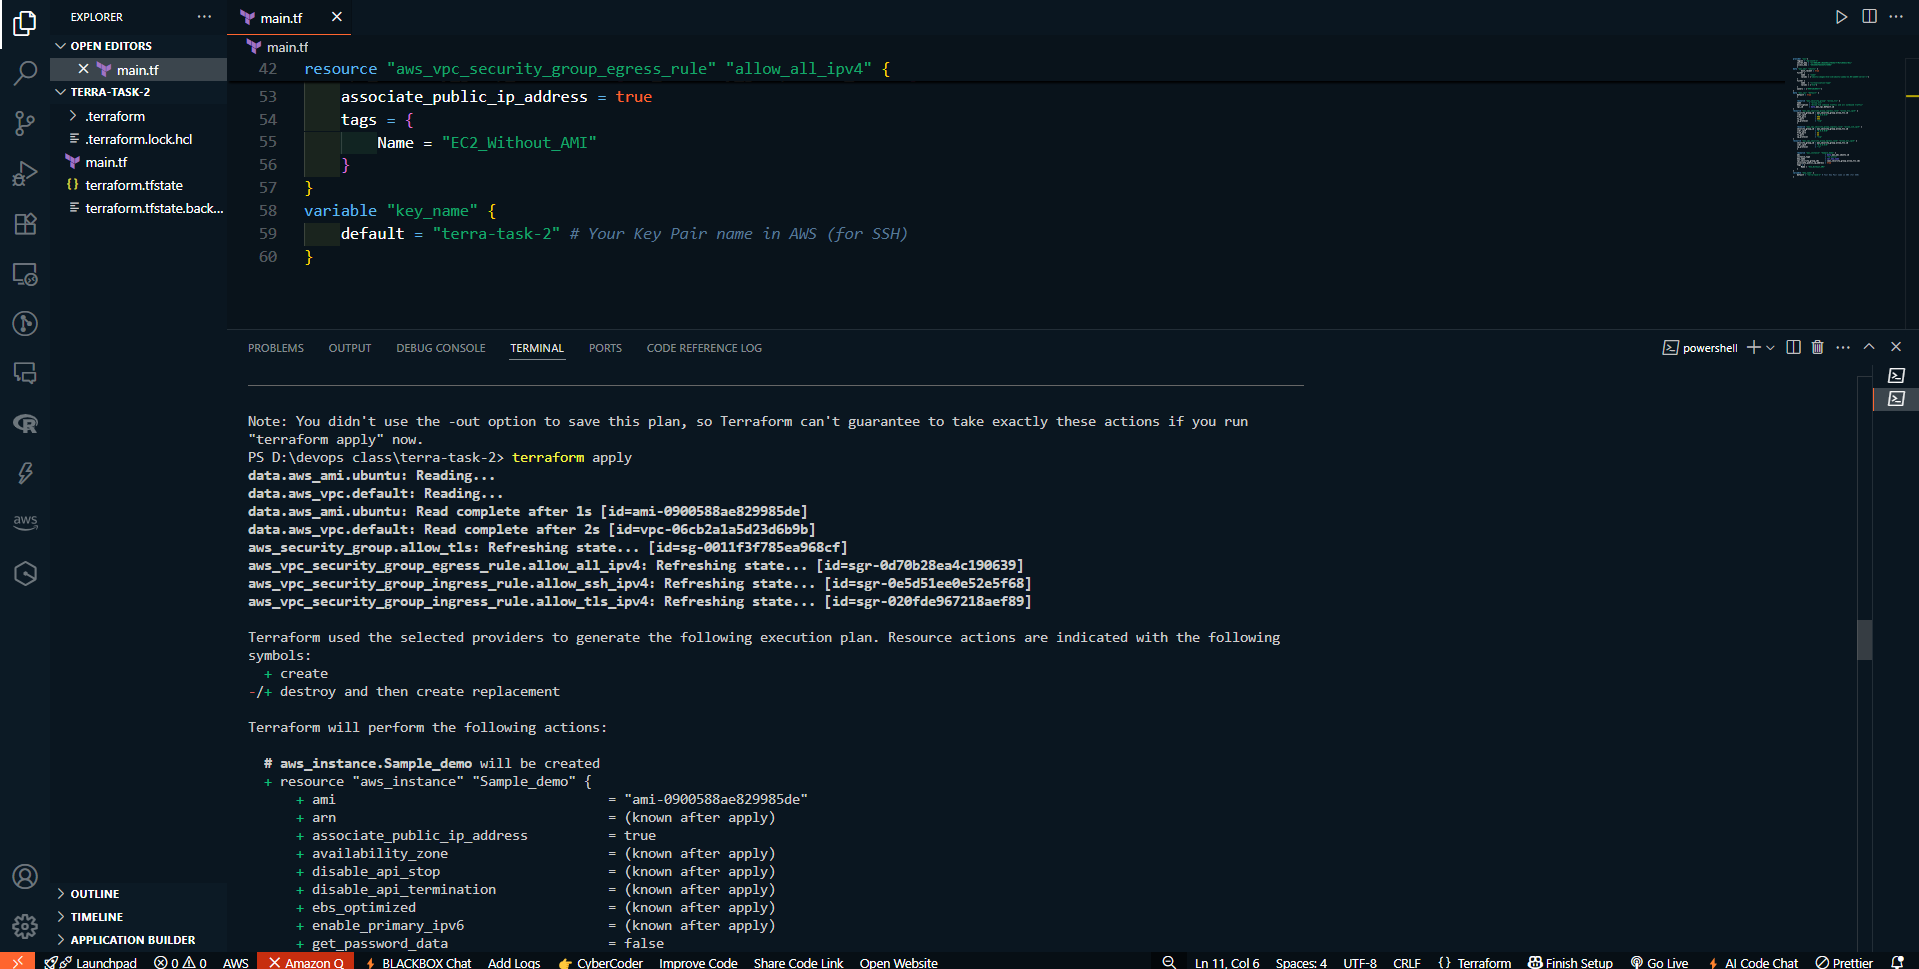 EXPLORER
main.tf
OPEN EDITORS
main.tf
TERRA-TASK-2
.terraform
.terraform.lock.hcl
main.tf
terraform.tfstate
terraform.tfstate.back...
aws
OUTLINE
TIMELINE
APPLICATION BUILDER
main.tf
42 resource "aws_vpc_security_group_egress_rule" "allow_all_ipv4" {
53 associate_public_ip_address = true
54 tags = {
55 Name = "EC2_Without_AMI"
56 }
57 }
58 variable "key_name" {
59 default = "terra-task-2" # Your Key Pair name in AWS (for SSH)
60 }
PROBLEMS OUTPUT DEBUG CONSOLE TERMINAL PORTS CODE REFERENCE LOG
powershell
Note: You didn't use the -out option to save this plan, so Terraform can't guarantee to take exactly these actions if you run
"terraform apply" now.
PS D:\devops class\terra-task-2> terraform apply
data.aws_ami.ubuntu: Reading...
data.aws_vpc.default: Reading...
data.aws_ami.ubuntu: Read complete after 1s [id=ami-0900588ae829985de]
data.aws_vpc.default: Read complete after 2s [id=vpc-06cb2a1a5d23d6b9b]
aws_security_group.allow_tls: Refreshing state... [id=sg-0011f3f785ea968cf]
aws_vpc_security_group_egress_rule.allow_all_ipv4: Refreshing state... [id=sgr-0d70b28ea4c190639]
aws_vpc_security_group_ingress_rule.allow_ssh_ipv4: Refreshing state... [id=sgr-0e5d51ee0e52e5f68]
aws_vpc_security_group_ingress_rule.allow_tls_ipv4: Refreshing state... [id=sgr-020fde967218aef89]
Terraform used the selected providers to generate the following execution plan. Resource actions are indicated with the following
symbols:
+ create
-/+ destroy and then create replacement
Terraform will perform the following actions:
# aws_instance.Sample_demo will be created
+ resource "aws_instance" "Sample_demo" {
+ ami = "ami-0900588ae829985de"
+ arn = (known after apply)
+ associate_public_ip_address = true
+ availability_zone = (known after apply)
+ disable_api_stop = (known after apply)
+ disable_api_termination = (known after apply)
+ ebs_optimized = (known after apply)
+ enable_primary_ipv6 = (known after apply)
+ get_password_data = false
Launchpad 0 0 AWS Amazon Q BLACKBOX Chat Add Logs CyberCoder Improve Code Share Code Link Open Website Ln 11, Col 6 Spaces: 4 UTF-8 CRLF {} Terraform Finish Setup Go Live AI Code Chat Prettier